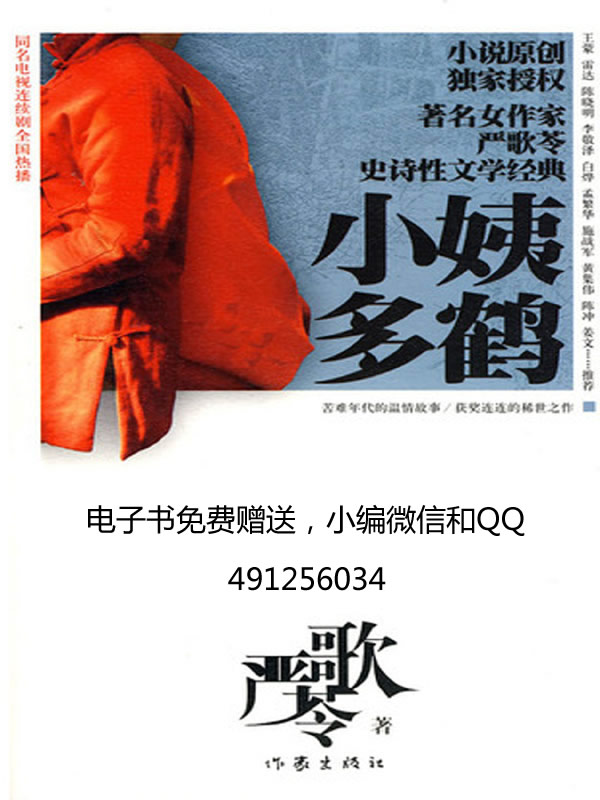 同名电视连续剧全国热播
小说原创
独家授权
著名女作家
严歌苓
史诗性文学经典
小姨
多鹤
王蒙 雷达 陈晓明 李敬泽 白烨 孟繁华 施战军 黄集伟 陈冲 姜文……推荐
苦难年代的温情故事/获奖连连的稀世之作
电子书免费赠送，小编微信和QQ
491256034
严歌苓 著
作家出版社